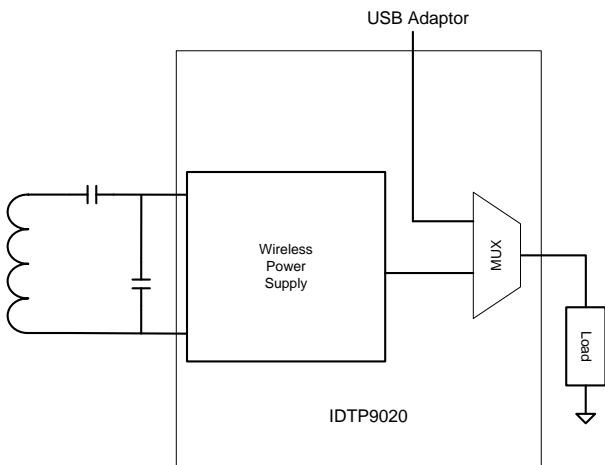 USB Adaptor
Wireless
Power
Supply
MUX
Load
IDTP9020